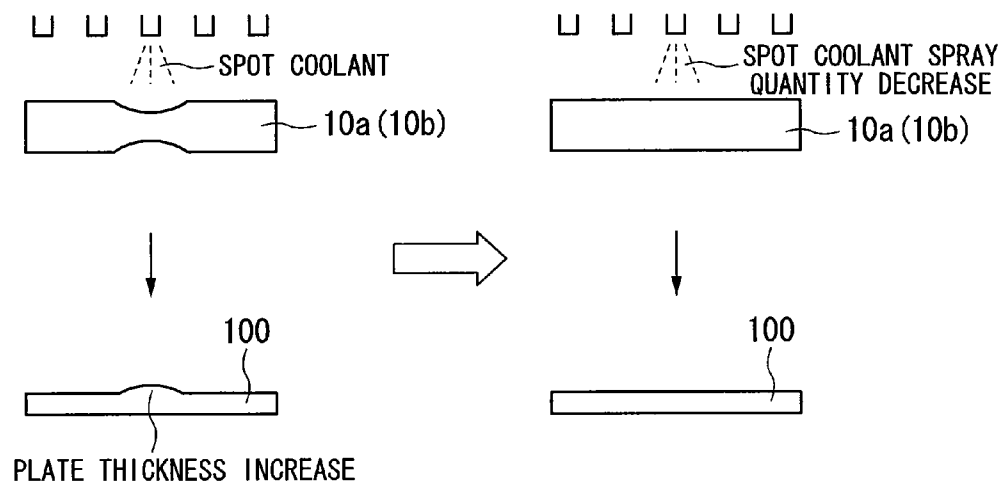 SPOT COOLANT
10a(10b)
100
PLATE THICKNESS INCREASE
SPOT COOLANT SPRAY
QUANTITY DECREASE
10a(10b)
100